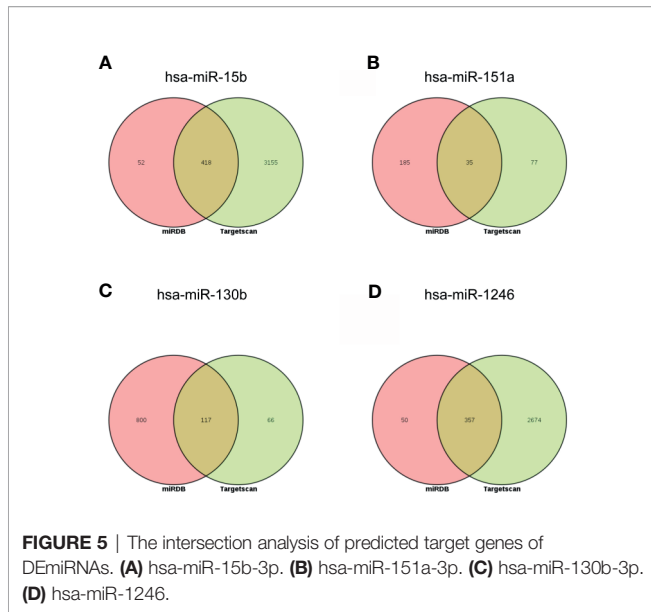 A
hsa-miR-15b
52
418
3155
miRDB
Targetscan
B
hsa-miR-151a
185
35
77
miRDB
Targetscan
C
hsa-miR-130b
800
117
66
miRDB
Targetscan
D
hsa-miR-1246
50
357
2674
miRDB
Targetscan
FIGURE 5 | The intersection analysis of predicted target genes of
DEmiRNAs. (A) hsa-miR-15b-3p. (B) hsa-miR-151a-3p. (C) hsa-miR-130b-3p.
(D) hsa-miR-1246.